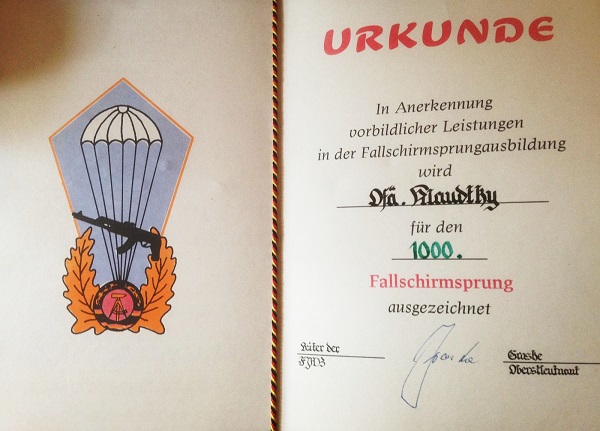 URKUNDE
In Anerkennung
vorbildlicher Leistungen
in der Fallschirmsprungausbildung
wird
Ofä. Klaudtky
für den
1000.
Fallschirmsprung
ausgezeichnet
Leiter der
Oberstleutnant